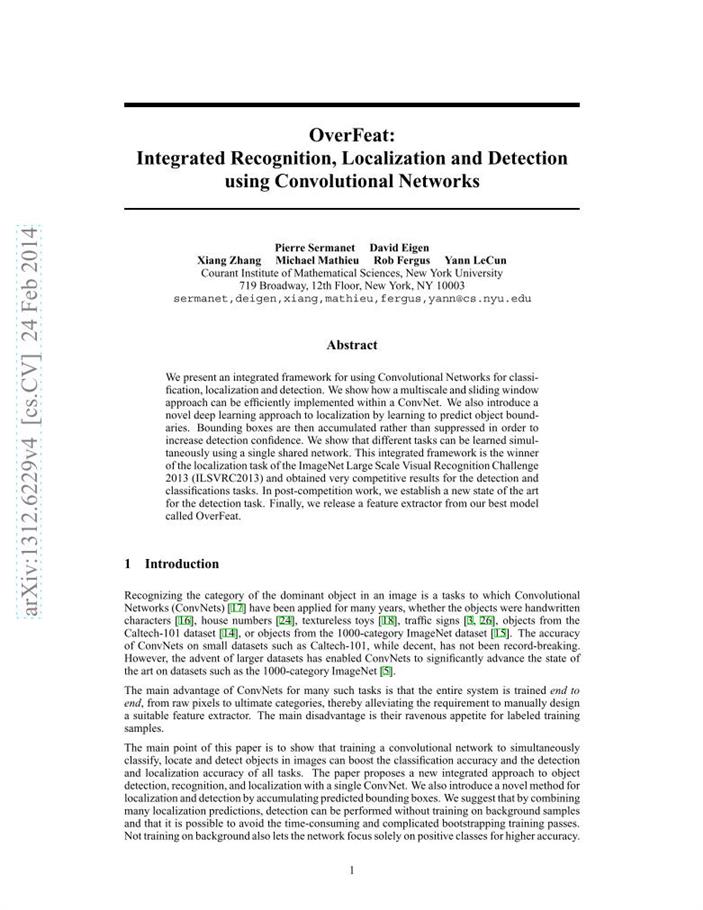 OverFeat:
Integrated Recognition, Localization and Detection
using Convolutional Networks
Pierre Sermanet David Eigen
Xiang Zhang Michael Mathieu Rob Fergus Yann LeCun
Courant Institute of Mathematical Sciences, New York University
719 Broadway, 12th Floor, New York, NY 10003
sermanet,deigen,xiang,mathieu,fergus,yann@cs.nyu.edu
Abstract
We present an integrated framework for using Convolutional Networks for classi-
fication, localization and detection. We show how a multiscale and sliding window
approach can be efficiently implemented within a ConvNet. We also introduce a
novel deep learning approach to localization by learning to predict object bound-
aries. Bounding boxes are then accumulated rather than suppressed in order to
increase detection confidence. We show that different tasks can be learned simul-
taneously using a single shared network. This integrated framework is the winner
of the localization task of the ImageNet Large Scale Visual Recognition Challenge
2013 (ILSVRC2013) and obtained very competitive results for the detection and
classifications tasks. In post-competition work, we establish a new state of the art
for the detection task. Finally, we release a feature extractor from our best model
called OverFeat.
1 Introduction
Recognizing the category of the dominant object in an image is a tasks to which Convolutional
Networks (ConvNets) [17] have been applied for many years, whether the objects were handwritten
characters [16], house numbers [24], textureless toys [18], traffic signs [3, 26], objects from the
Caltech-101 dataset [14], or objects from the 1000-category ImageNet dataset [15]. The accuracy
of ConvNets on small datasets such as Caltech-101, while decent, has not been record-breaking.
However, the advent of larger datasets has enabled ConvNets to significantly advance the state of
the art on datasets such as the 1000-category ImageNet [5].
The main advantage of ConvNets for many such tasks is that the entire system is trained end to
end, from raw pixels to ultimate categories, thereby alleviating the requirement to manually design
a suitable feature extractor. The main disadvantage is their ravenous appetite for labeled training
samples.
The main point of this paper is to show that training a convolutional network to simultaneously
classify, locate and detect objects in images can boost the classification accuracy and the detection
and localization accuracy of all tasks. The paper proposes a new integrated approach to object
detection, recognition, and localization with a single ConvNet. We also introduce a novel method for
localization and detection by accumulating predicted bounding boxes. We suggest that by combining
many localization predictions, detection can be performed without training on background samples
and that it is possible to avoid the time-consuming and complicated bootstrapping training passes.
Not training on background also lets the network focus solely on positive classes for higher accuracy.
1
arXiv:1312.6229v4 [cs.CV] 24 Feb 2014